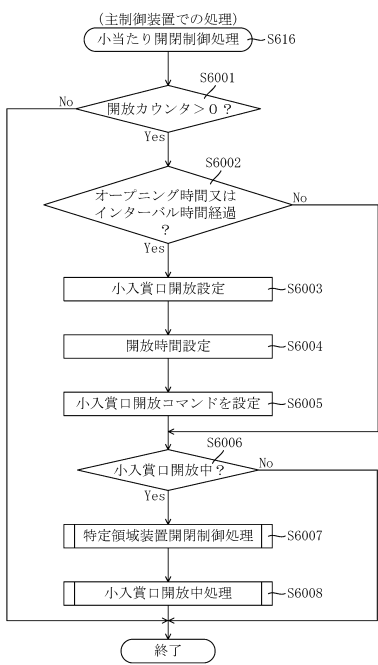 (主制御装置での処理)
小当たり開閉制御処理
S616
S6001
開放カウンタ＞0？
No
Yes
S6002
オープニング時間又は
インターバル時間経過
？
No
Yes
小入賞口開放設定
S6003
開放時間設定
S6004
小入賞口開放コマンドを設定
S6005
S6006
小入賞口開放中？
No
Yes
特定領域装置開閉制御処理
S6007
小入賞口開放中処理
S6008
終了